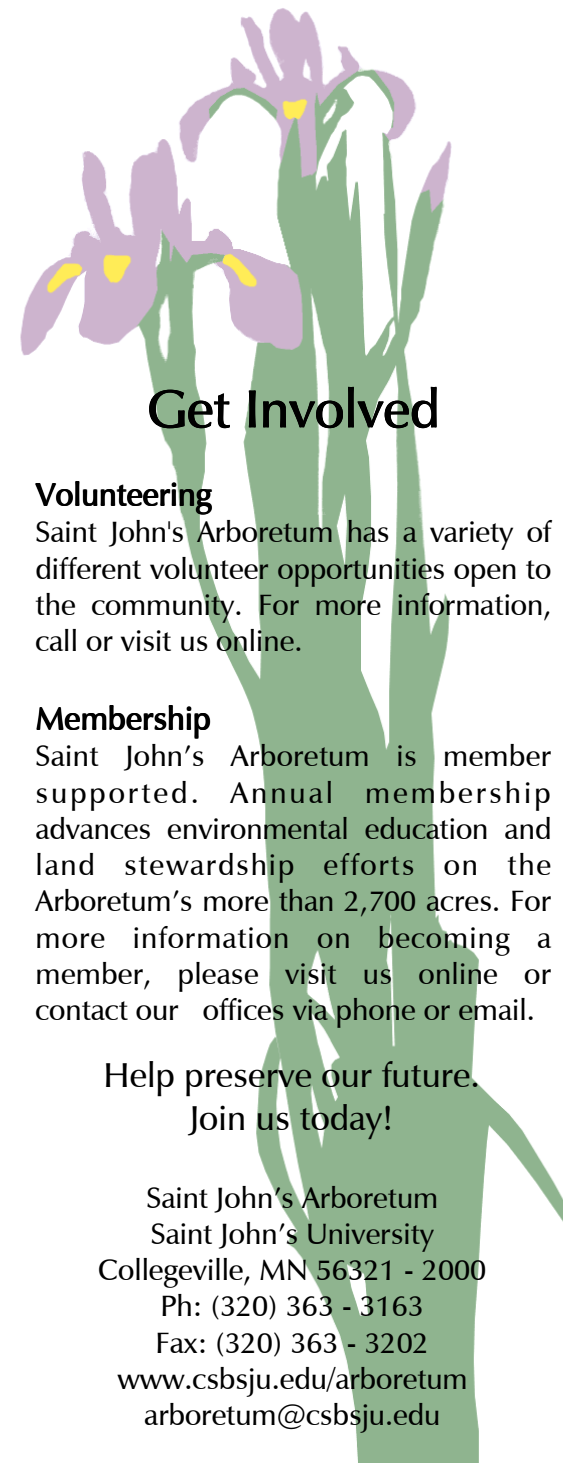 Get Involved
Volunteering
Saint John's Arboretum has a variety of
different volunteer opportunities open to
the community. For more information,
call or visit us online.
Membership
Saint John’s Arboretum is member
supported. Annual membership
advances environmental education and
land stewardship efforts on the
Arboretum’s more than 2,700 acres. For
more information on becoming a
member, please visit us online or
contact our offices via phone or email.
Help preserve our future.
Join us today!
Saint John’s Arboretum
Saint John’s University
Collegeville, MN 56321 - 2000
Ph: (320) 363 - 3163
Fax: (320) 363 - 3202
www.csbsju.edu/arboretum
arboretum@csbsju.edu